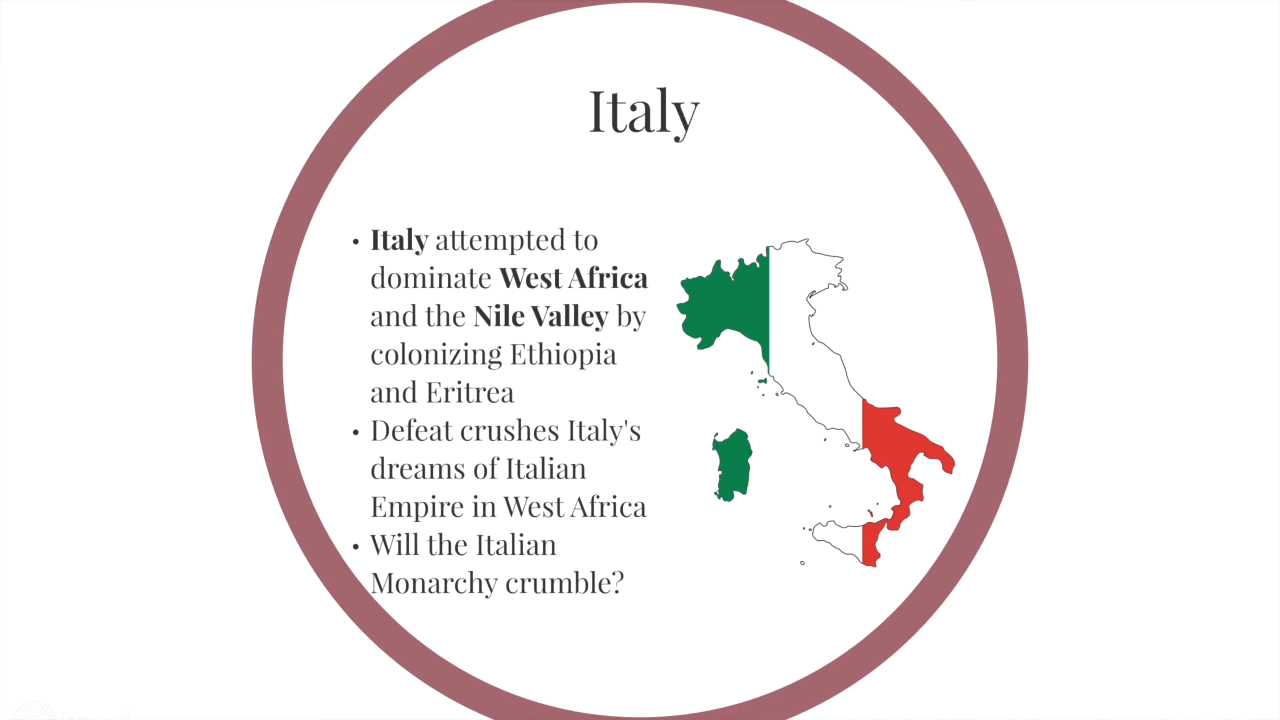 Italy
• Italy attempted to
dominate West Africa
and the Nile Valley by
colonizing Ethiopia
and Eritrea
• Defeat crushes Italy's
dreams of Italian
Empire in West Africa
• Will the Italian
Monarchy crumble?